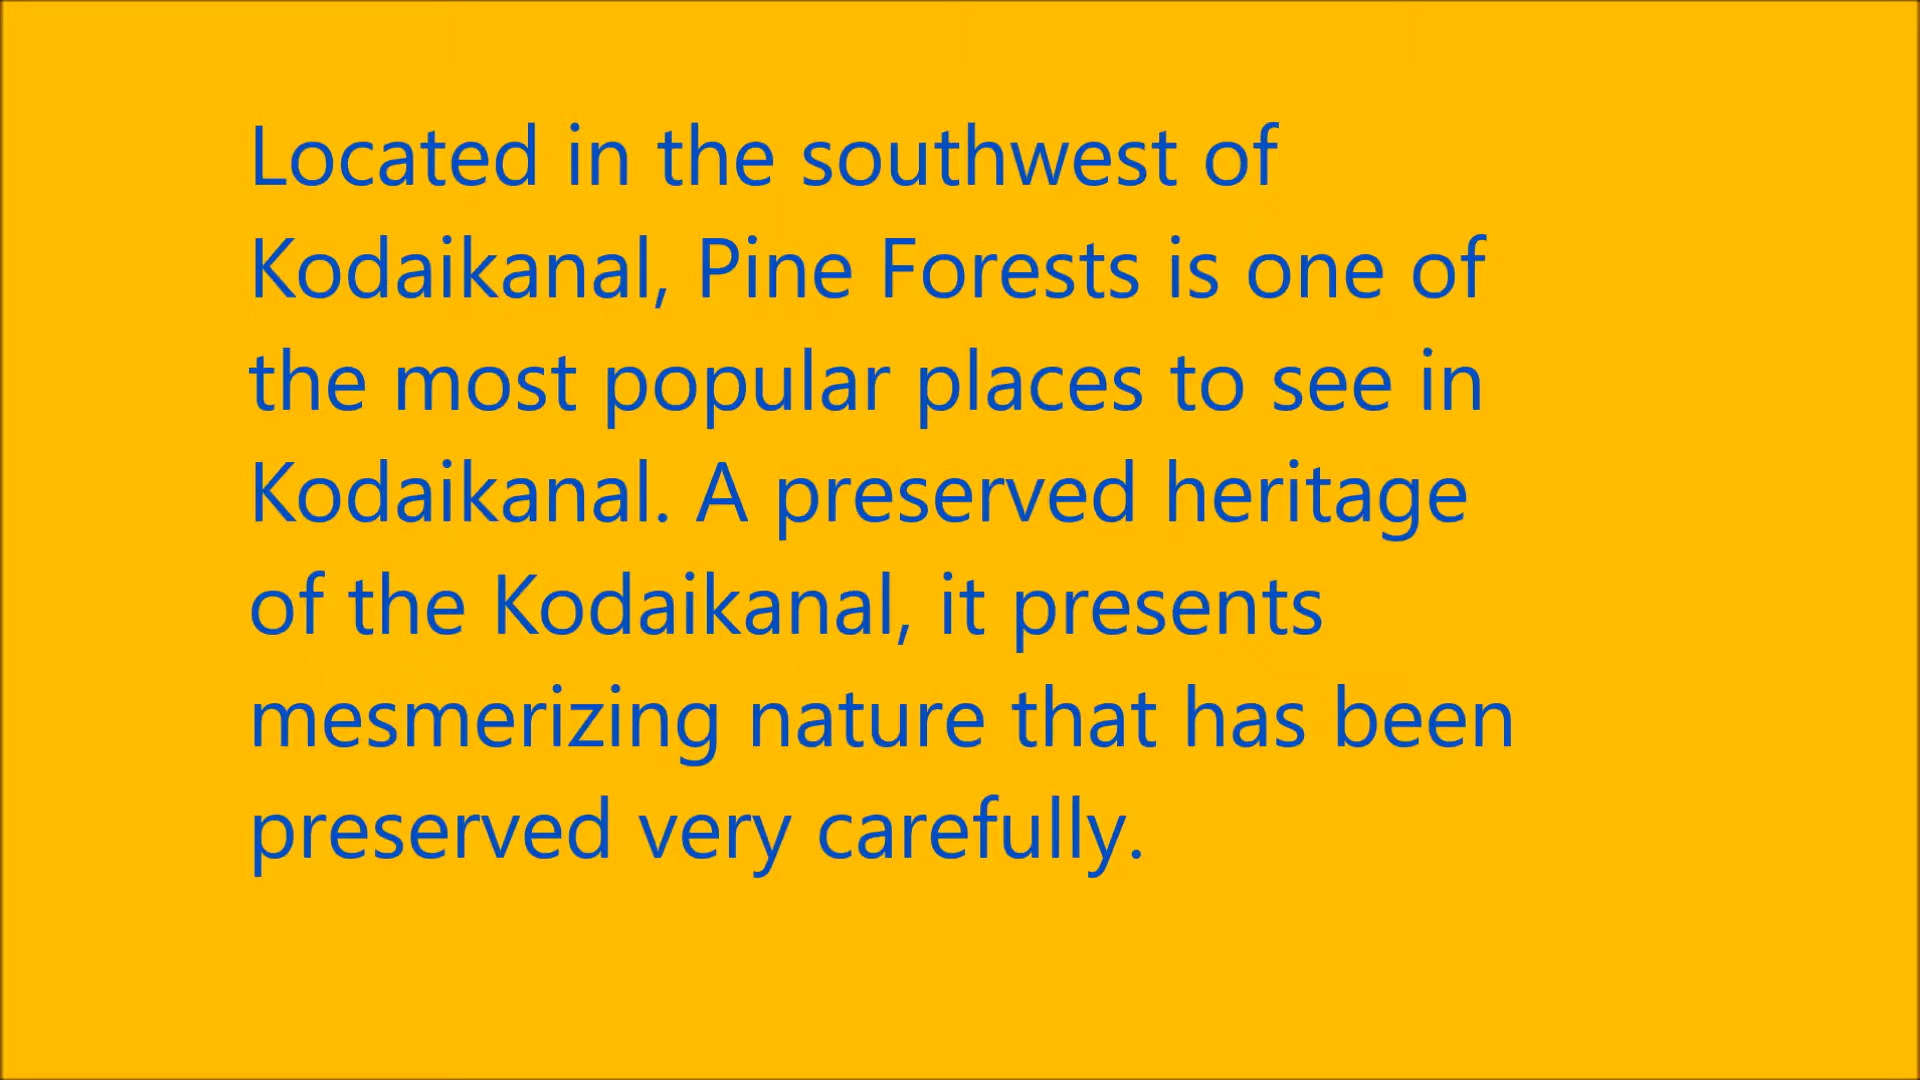 Located in the southwest of
Kodaikanal, Pine Forests is one of
the most popular places to see in
Kodaikanal. A preserved heritage
of the Kodaikanal, it presents
mesmerizing nature that has been
preserved very carefully.